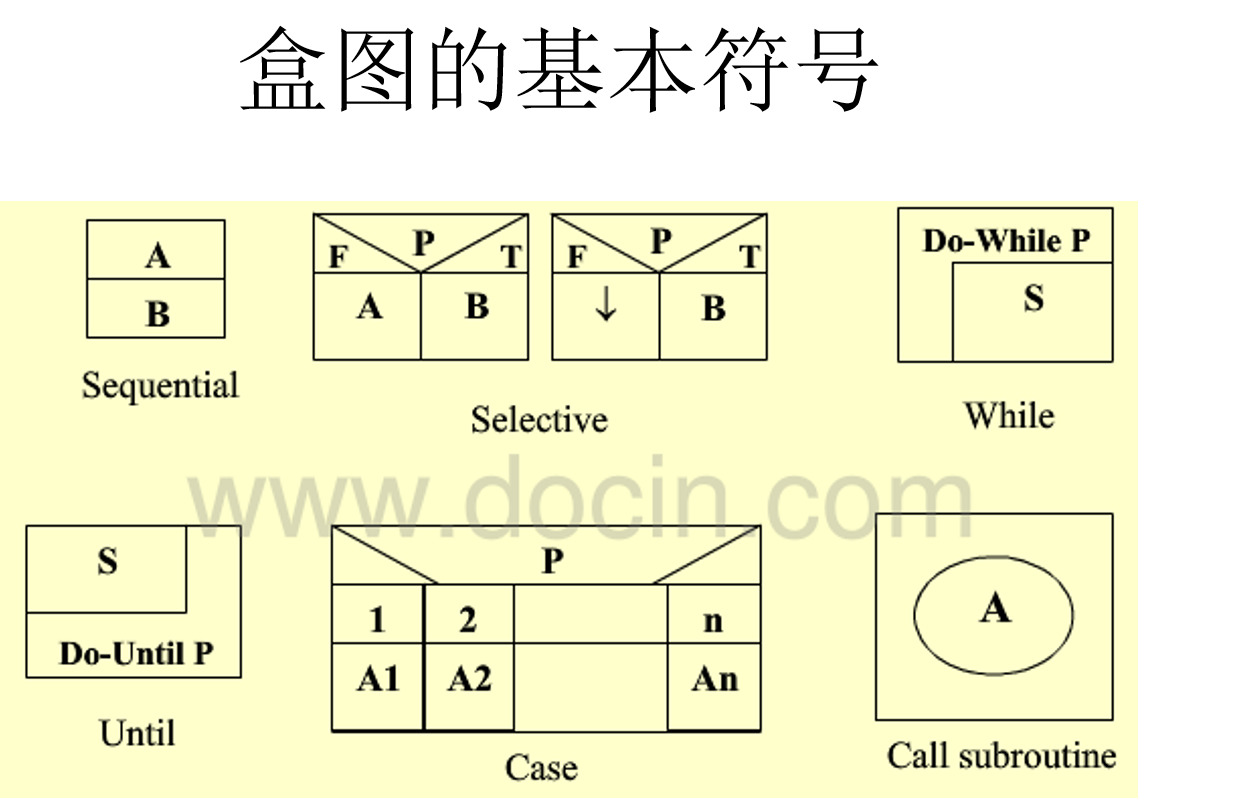 盒图的基本符号
A
B
Sequential
F P T
A B
F P T
↓ B
Selective
Do-While P
S
While
www.docin.com
S
Do-Until P
Until
P
1 2 n
A1 A2 An
Case
A
Call subroutine